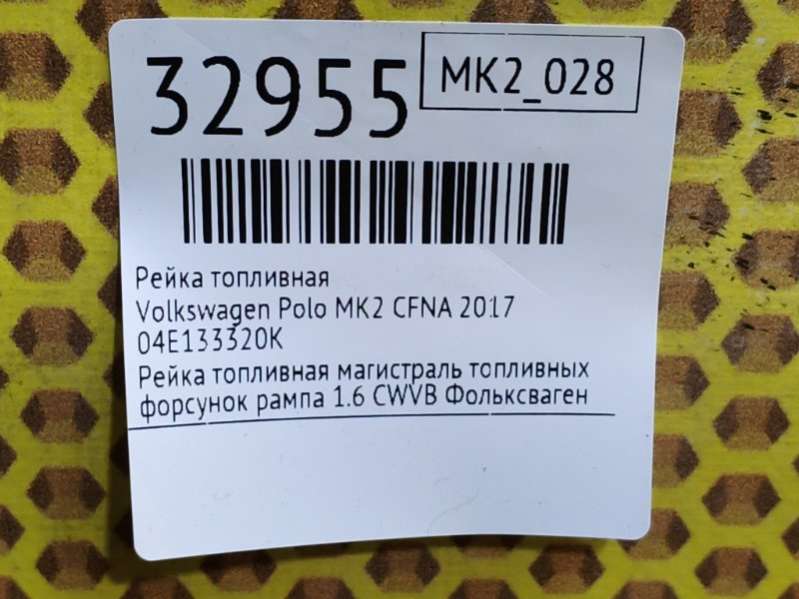 32955
MK2_028
Рейка топливная
Volkswagen Polo MK2 CFNA 2017
04E133320K
Рейка топливная магистраль топливных
форсунок рампа 1.6 CWVB Фольксваген